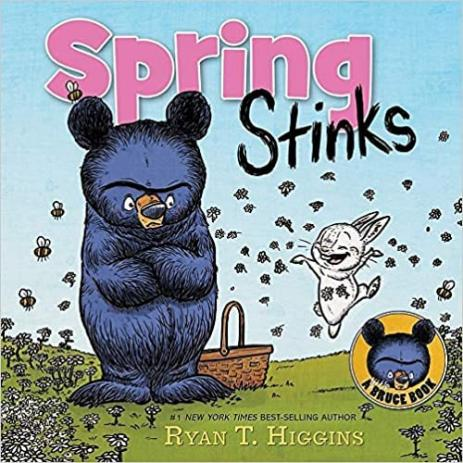 Spring
Stinks
A BRUCE BOOK
#1 NEW YORK TIMES BEST-SELLING AUTHOR
RYAN T. HIGGINS